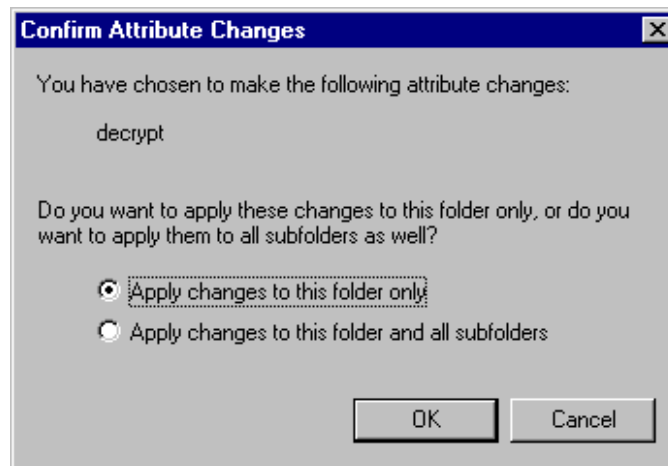 Confirm Attribute Changes
You have chosen to make the following attribute changes:
decrypt
Do you want to apply these changes to this folder only, or do you
want to apply them to all subfolders as well?
Apply changes to this folder only
Apply changes to this folder and all subfolders
OK Cancel